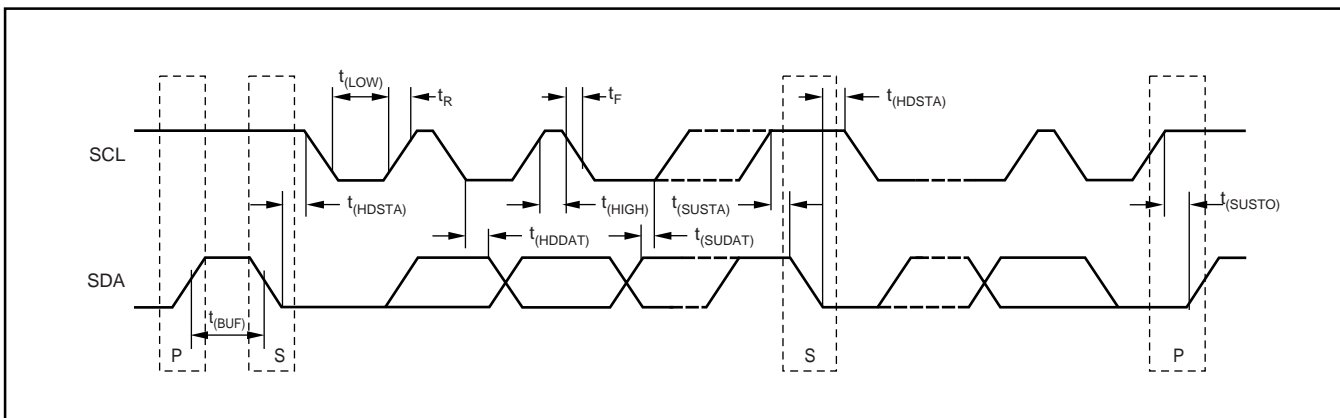 t(LOW)
tR
tF
t(HDSTA)
SCL
t(HDSTA)
t(HIGH)
t(SUSTA)
t(SUSTO)
t(HDDAT)
t(SUDAT)
SDA
t(BUF)
P
S
S
P